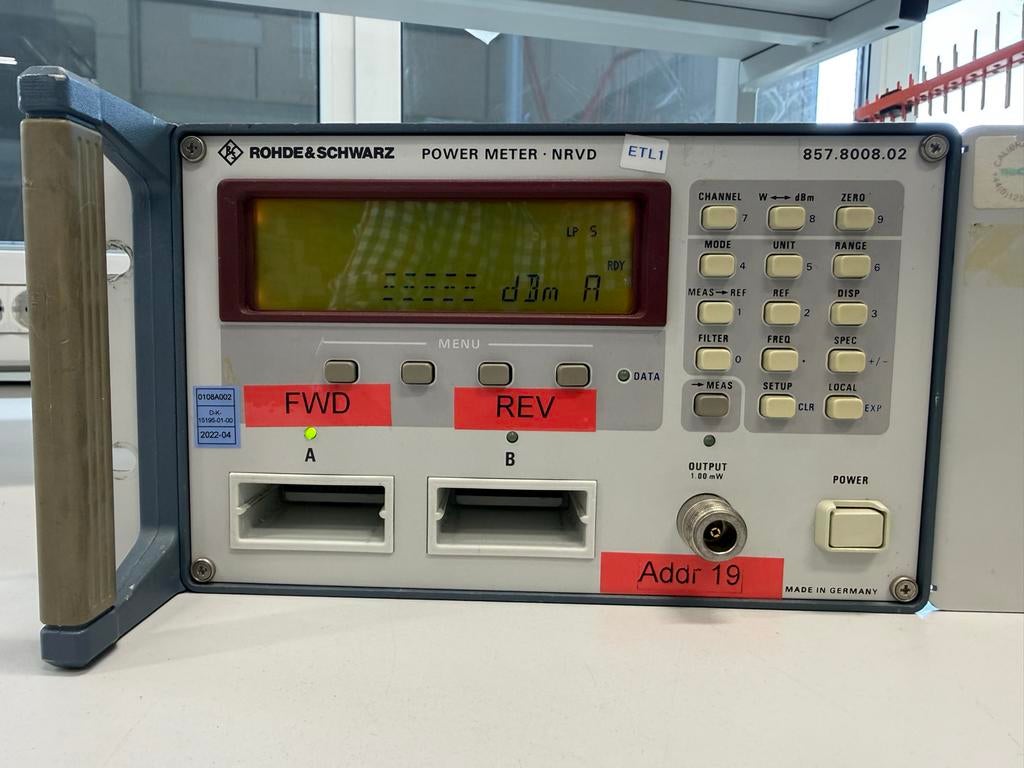 ROHDE & SCHWARZ POWER METER · NRVD ETL1 857.8008.02
CHANNEL W ↔ dBm ZERO
7 8 9
MODE UNIT RANGE
4 5 6
MEAS→REF REF DISP
1 2 3
FILTER FREQ SPEC
0 . +/-
→MEAS SETUP LOCAL
CLR EXP
LP S
RDY
dBm A
MENU
DATA
0108A002
D-K-
15195-01-00
2022-04
FWD
REV
A
B
OUTPUT
1.00 mW
POWER
Addr 19
MADE IN GERMANY